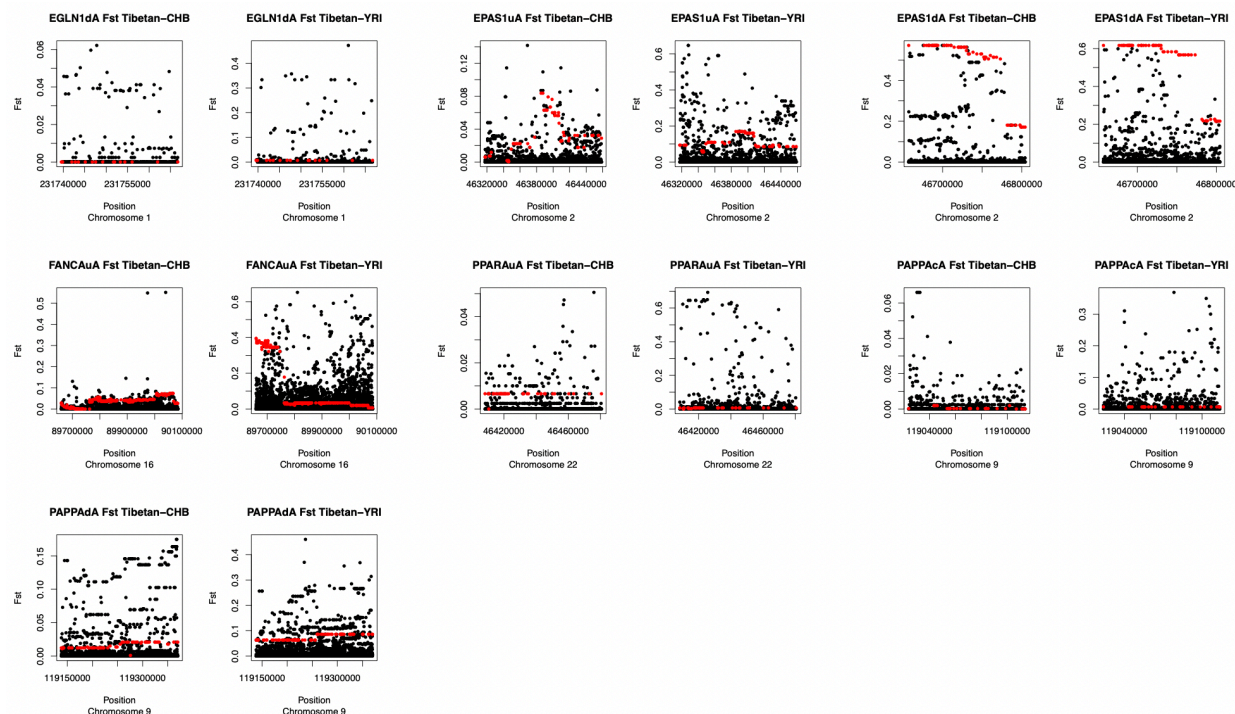 EGLN1dA Fst Tibetan−CHB
Fst
0.00
0.02
0.04
0.06
231740000
231755000
Position
Chromosome 1
EGLN1dA Fst Tibetan−YRI
Fst
0.0
0.1
0.2
0.3
0.4
231740000
231755000
Position
Chromosome 1
EPAS1uA Fst Tibetan−CHB
Fst
0.00
0.04
0.08
0.12
46320000
46380000
46440000
Position
Chromosome 2
EPAS1uA Fst Tibetan−YRI
Fst
0.0
0.1
0.2
0.3
0.4
0.5
0.6
46320000
46380000
46440000
Position
Chromosome 2
EPAS1dA Fst Tibetan−CHB
Fst
0.0
0.2
0.4
46700000
46800000
Position
Chromosome 2
EPAS1dA Fst Tibetan−YRI
Fst
0.0
0.2
0.4
0.6
46700000
46800000
Position
Chromosome 2
FANCAuA Fst Tibetan−CHB
Fst
0.0
0.1
0.2
0.3
0.4
0.5
89700000
89900000
90100000
Position
Chromosome 16
FANCAuA Fst Tibetan−YRI
Fst
0.0
0.2
0.4
0.6
89700000
89900000
90100000
Position
Chromosome 16
PPARAuA Fst Tibetan−CHB
Fst
0.00
0.02
0.04
46420000
46460000
Position
Chromosome 22
PPARAuA Fst Tibetan−YRI
Fst
0.0
0.2
0.4
0.6
46420000
46460000
Position
Chromosome 22
PAPPAcA Fst Tibetan−CHB
Fst
0.00
0.02
0.04
0.06
119040000
119100000
Position
Chromosome 9
PAPPAcA Fst Tibetan−YRI
Fst
0.0
0.1
0.2
0.3
119040000
119100000
Position
Chromosome 9
PAPPAdA Fst Tibetan−CHB
Fst
0.00
0.05
0.10
0.15
119150000
119300000
Position
Chromosome 9
PAPPAdA Fst Tibetan−YRI
Fst
0.0
0.1
0.2
0.3
0.4
119150000
119300000
Position
Chromosome 9